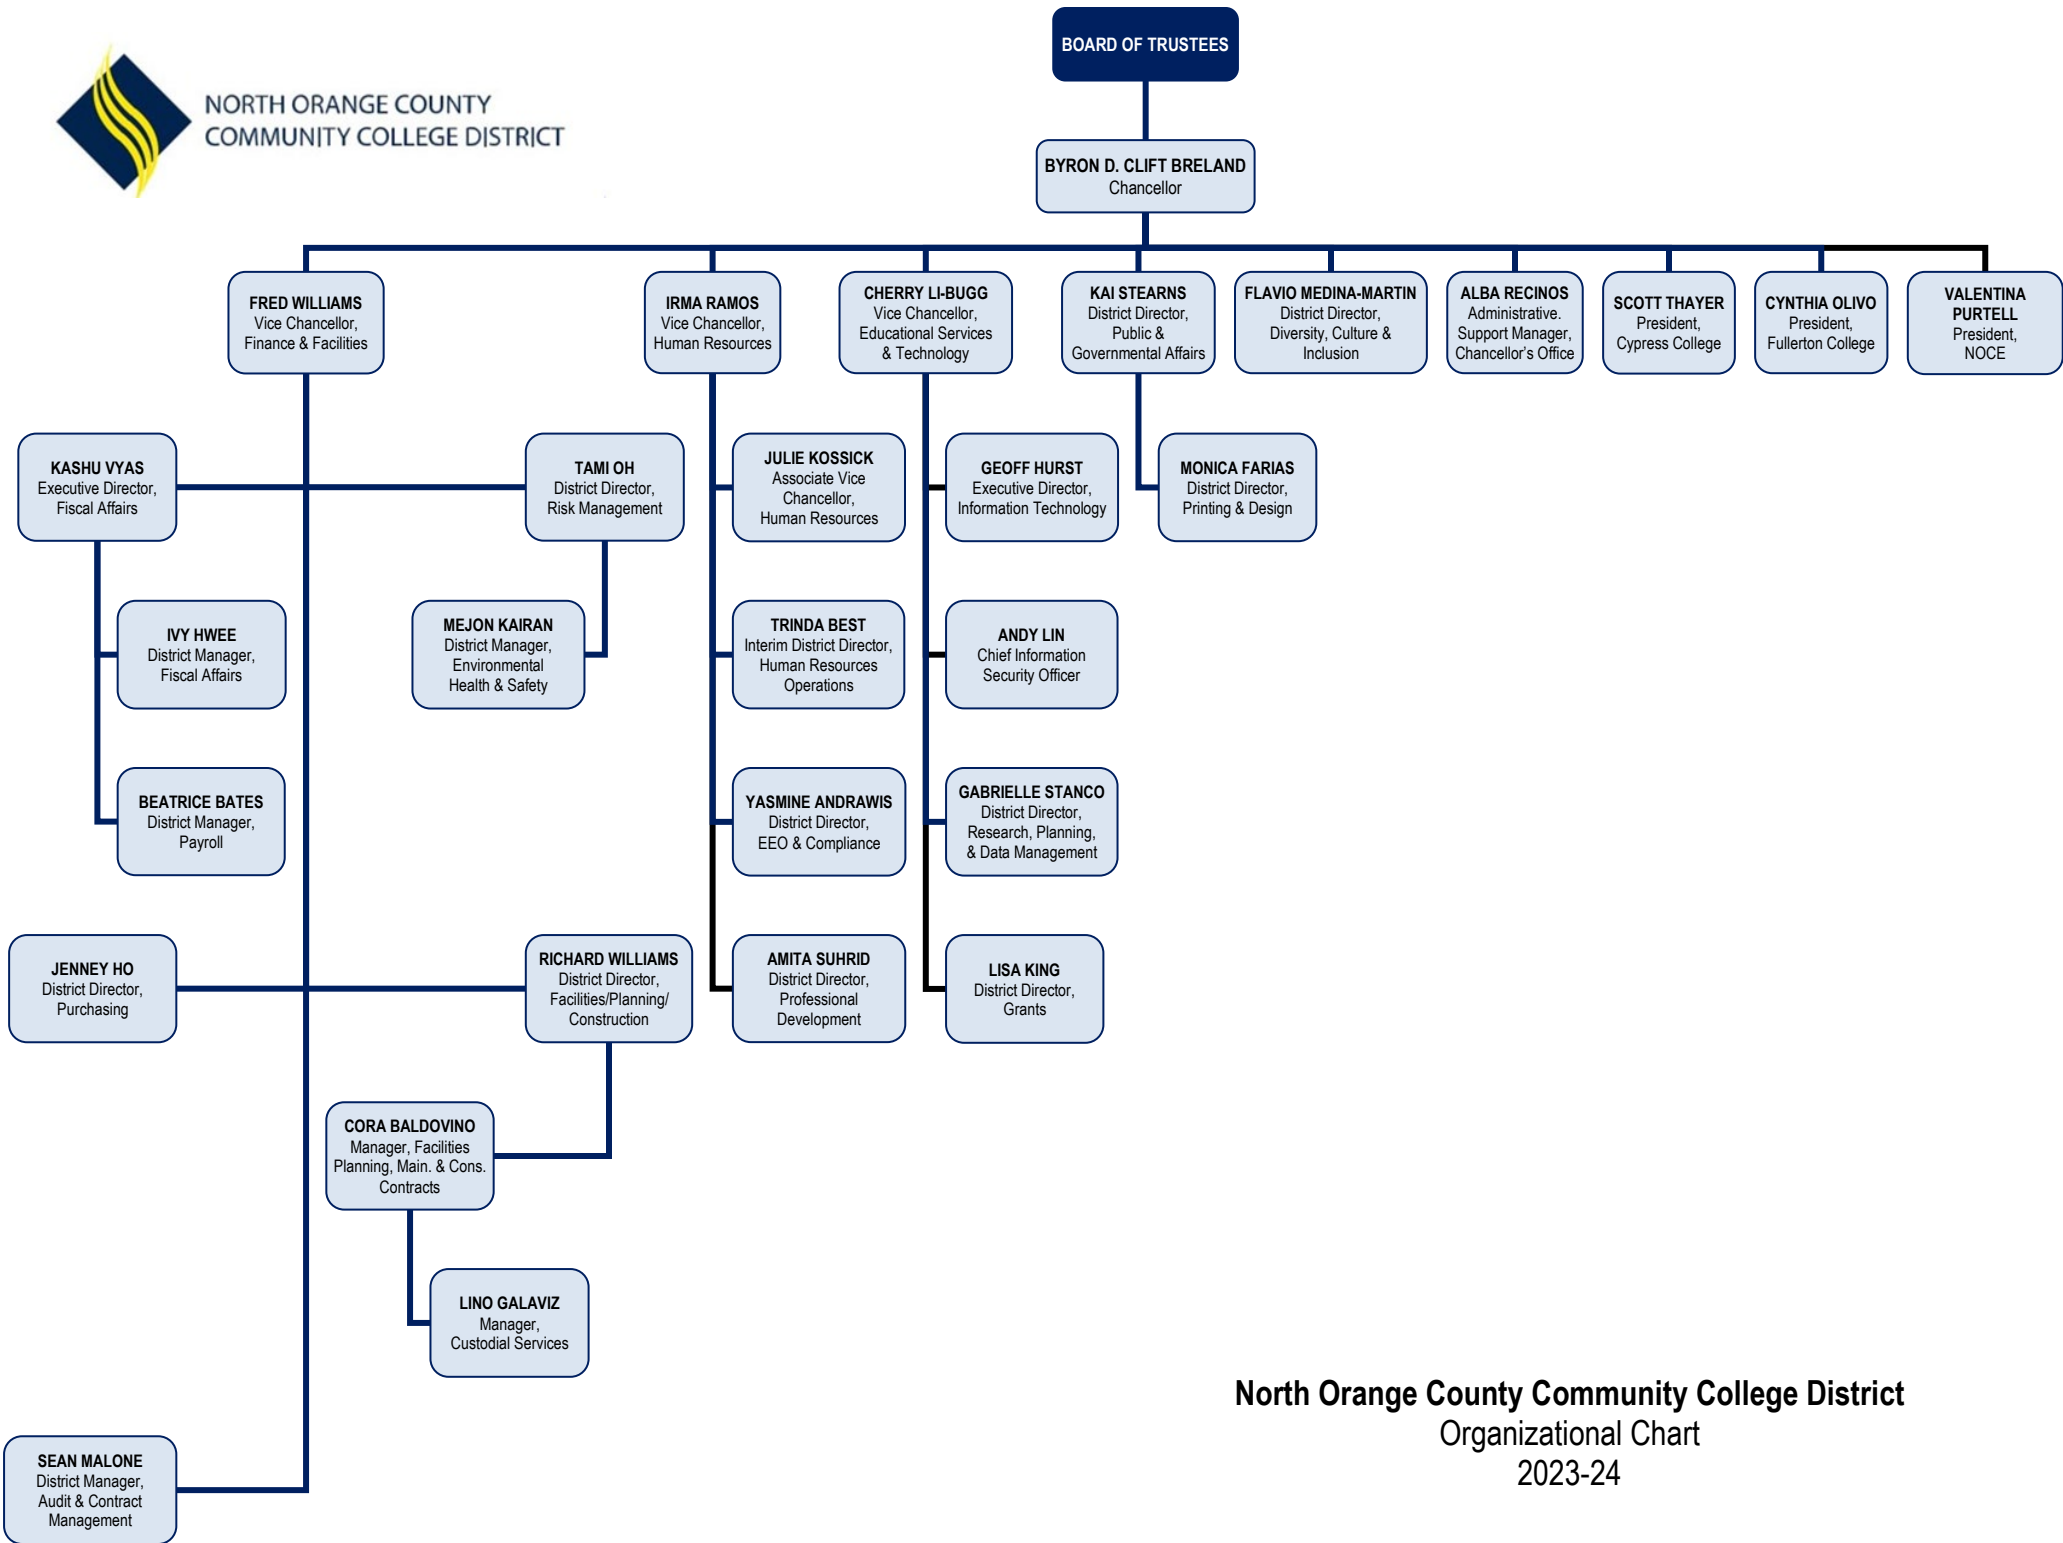 BOARD OF TRUSTEES
NORTH ORANGE COUNTY
COMMUNITY COLLEGE DISTRICT
BYRON D. CLIFT BRELAND
Chancellor
FRED WILLIAMS
Vice Chancellor,
Finance & Facilities
IRMA RAMOS
Vice Chancellor,
Human Resources
CHERRY LI-BUGG
Vice Chancellor,
Educational Services
& Technology
KAI STEARNS
District Director,
Public &
Governmental Affairs
FLAVIO MEDINA-MARTIN
District Director,
Diversity, Culture &
Inclusion
ALBA RECINOS
Administrative.
Support Manager,
Chancellor's Office
SCOTT THAYER
President,
Cypress College
CYNTHIA OLIVO
President,
Fullerton College
VALENTINA
PURTELL
President,
NOCE
KASHU VYAS
Executive Director,
Fiscal Affairs
TAMI OH
District Director,
Risk Management
JULIE KOSSICK
Associate Vice
Chancellor,
Human Resources
GEOFF HURST
Executive Director,
Information Technology
MONICA FARIAS
District Director,
Printing & Design
IVY HWEE
District Manager,
Fiscal Affairs
MEJON KAIRAN
District Manager,
Environmental
Health & Safety
TRINDA BEST
Interim District Director,
Human Resources
Operations
ANDY LIN
Chief Information
Security Officer
BEATRICE BATES
District Manager,
Payroll
YASMINE ANDRAWIS
District Director,
EEO & Compliance
GABRIELLE STANCO
District Director,
Research, Planning,
& Data Management
JENNEY HO
District Director,
Purchasing
RICHARD WILLIAMS
District Director,
Facilities/Planning/
Construction
AMITA SUHRID
District Director,
Professional
Development
LISA KING
District Director,
Grants
CORA BALDOVINO
Manager, Facilities
Planning, Main. & Cons.
Contracts
LINO GALAVIZ
Manager,
Custodial Services
SEAN MALONE
District Manager,
Audit & Contract
Management
North Orange County Community College District
Organizational Chart
2023-24